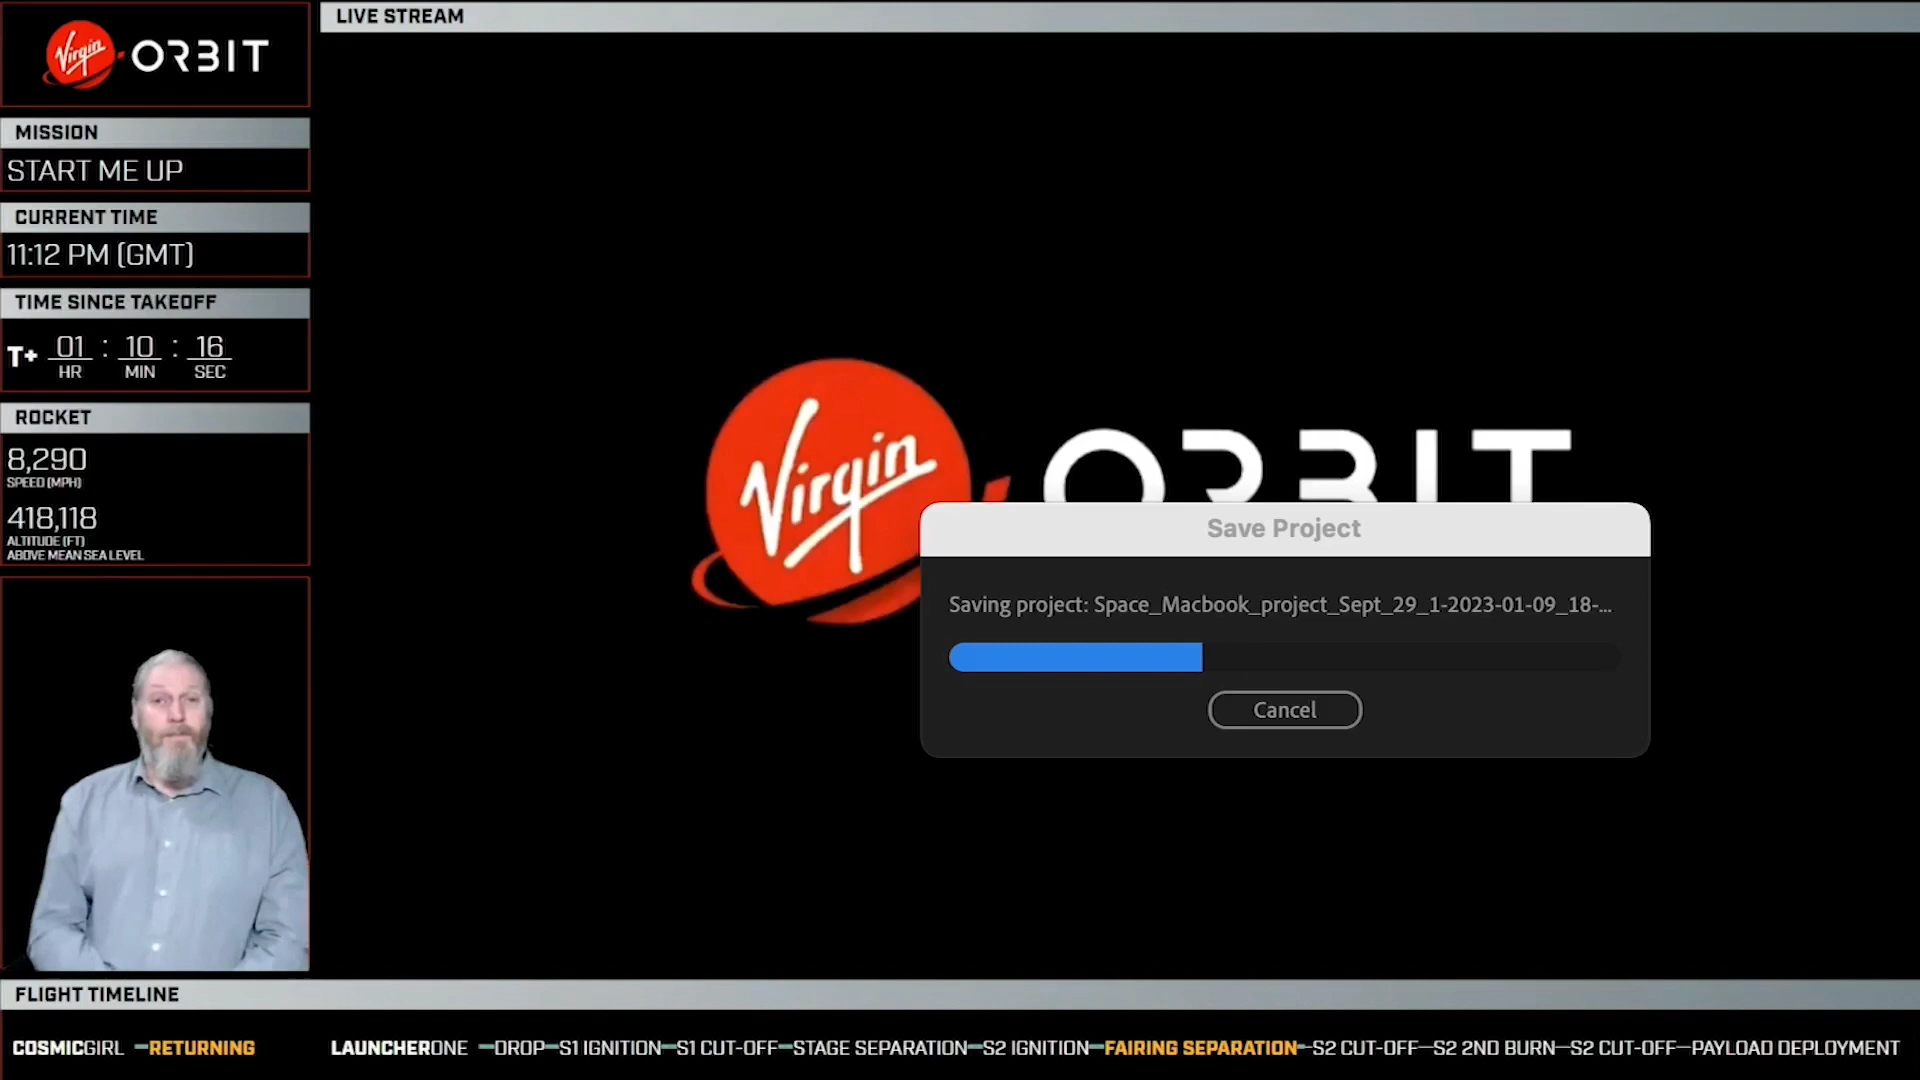 Virgin ORBIT
LIVE STREAM
MISSION
START ME UP
CURRENT TIME
11:12 PM (GMT)
TIME SINCE TAKEOFF
T+ 01 : 10 : 16
HR MIN SEC
ROCKET
8,290
SPEED (MPH)
418,118
ALTITUDE (FT)
ABOVE MEAN SEA LEVEL
Virgin ORBIT
Save Project
Saving project: Space_Macbook_project_Sept_29_1-2023-01-09_18-...
Cancel
FLIGHT TIMELINE
COSMICGIRL RETURNING LAUNCHERONE DROP S1 IGNITION S1 CUT-OFF STAGE SEPARATION S2 IGNITION FAIRING SEPARATION S2 CUT-OFF S2 2ND BURN S2 CUT-OFF PAYLOAD DEPLOYMENT